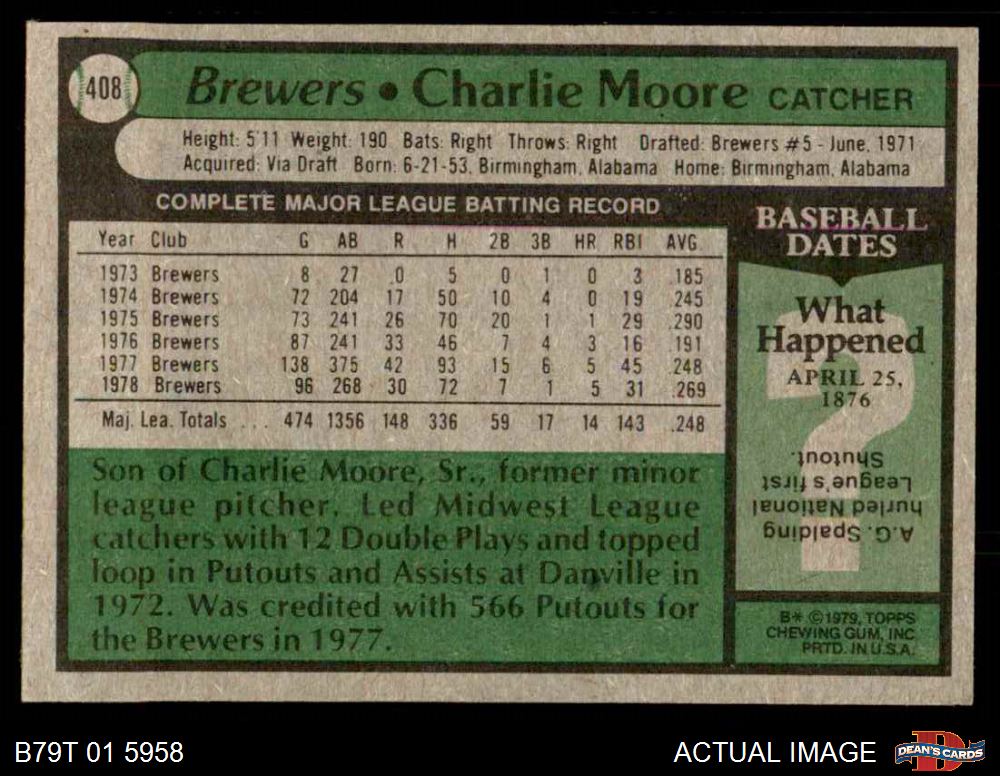 408
Brewers • Charlie Moore CATCHER
Height: 5'11 Weight: 190 Bats: Right Throws: Right Drafted: Brewers #5 - June, 1971
Acquired: Via Draft Born: 6-21-53, Birmingham, Alabama Home: Birmingham, Alabama
COMPLETE MAJOR LEAGUE BATTING RECORD
Year Club G AB R H 2B 3B HR RBI AVG.
1973 Brewers 8 27 0 5 0 1 0 3 .185
1974 Brewers 72 204 17 50 10 4 0 19 .245
1975 Brewers 73 241 26 70 20 1 1 29 .290
1976 Brewers 87 241 33 46 7 4 3 16 .191
1977 Brewers 138 375 42 93 15 6 5 45 .248
1978 Brewers 96 268 30 72 7 1 5 31 .269
Maj. Lea. Totals ... 474 1356 148 336 59 17 14 143 .248
Son of Charlie Moore, Sr., former minor
league pitcher. Led Midwest League
catchers with 12 Double Plays and topped
loop in Putouts and Assists at Danville in
1972. Was credited with 566 Putouts for
the Brewers in 1977.
BASEBALL
DATES
What
Happened
APRIL 25,
1876
?
A.G. Spalding
hurled National
League's first
Shutout.
B* ©1979, TOPPS
CHEWING GUM, INC.
PRTD. IN U.S.A.
B79T 01 5958
ACTUAL IMAGE
DEAN'S CARDS